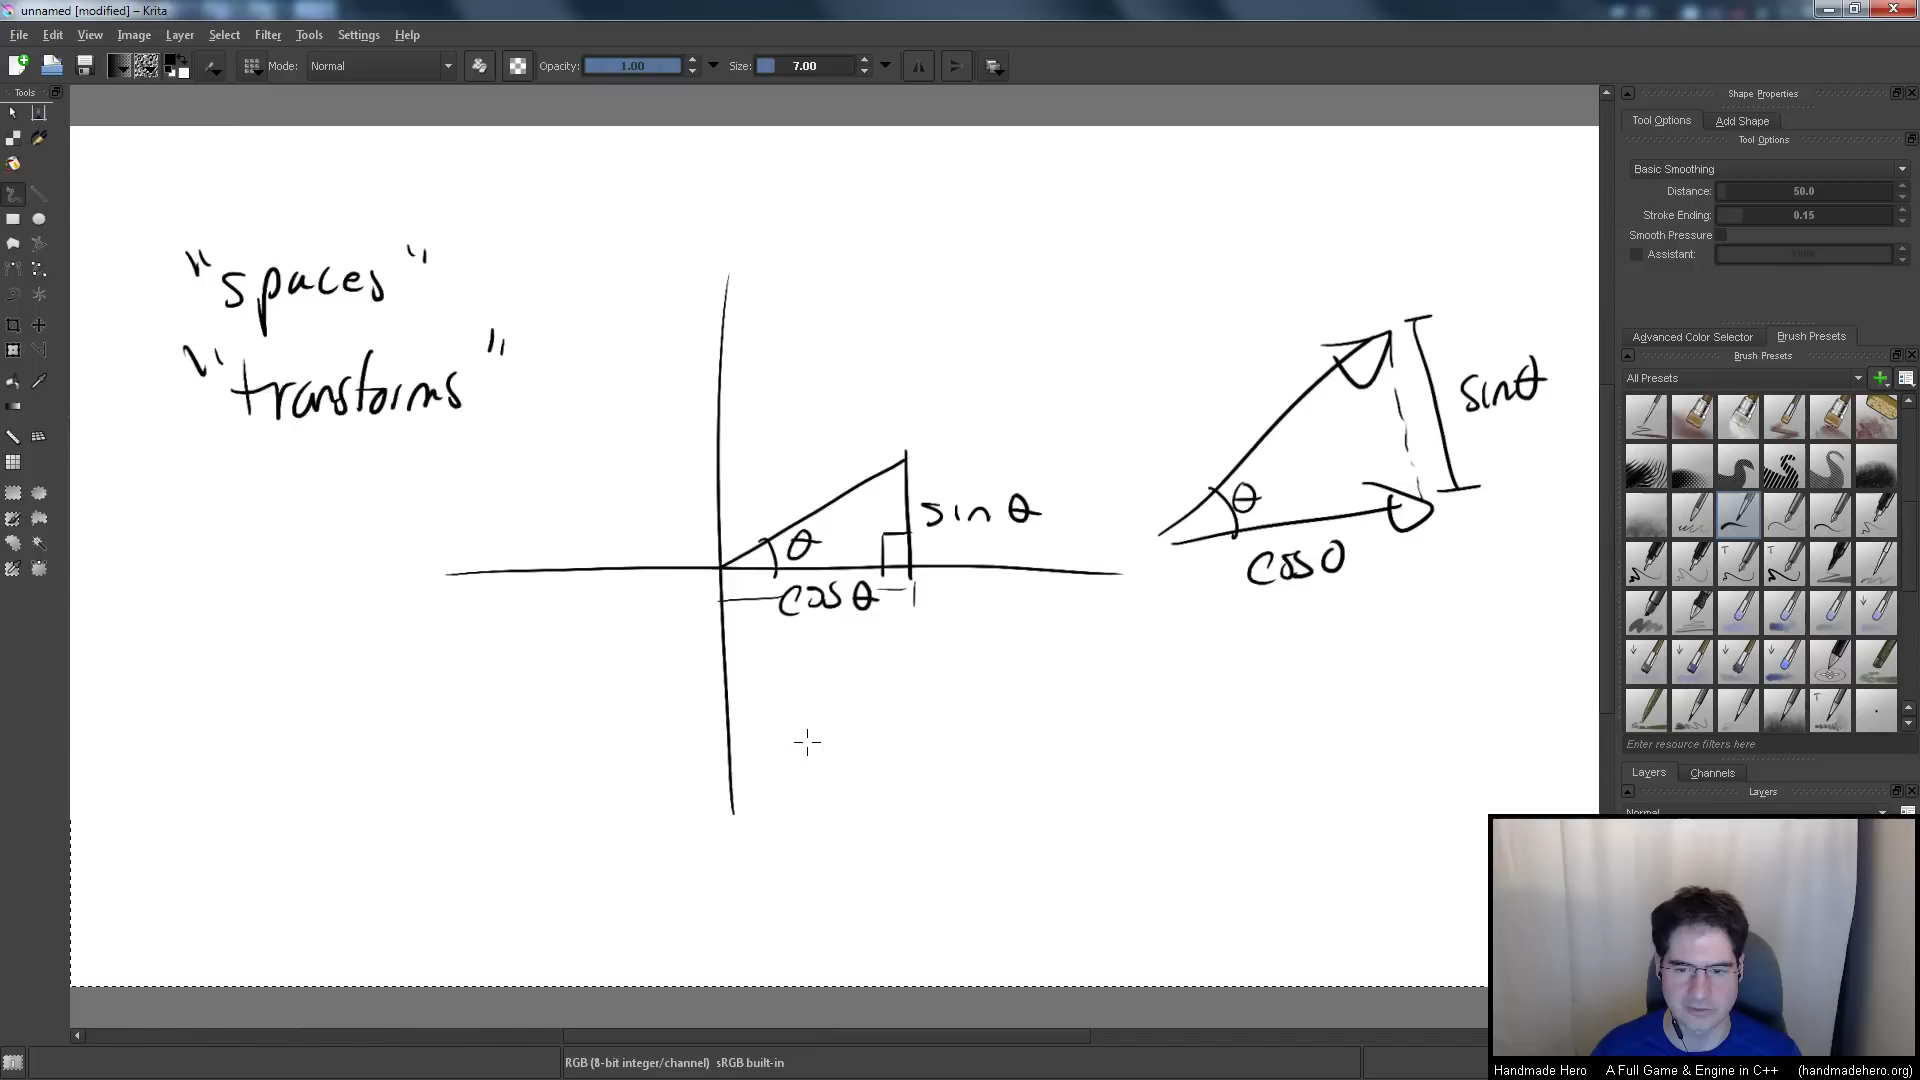 unnamed [modified] – Krita
File Edit View Image Layer Select Filter Tools Settings Help
Mode: Normal Opacity: 1.00 Size: 7.00
Tools
Shape Properties
Tool Options Add Shape
Tool Options
Basic Smoothing
Distance: 50.0
Stroke Ending: 0.15
Smooth Pressure
Assistant:
"spaces"
"transforms"
θ
sin θ
cos θ
θ
sinθ
cosθ
Advanced Color Selector Brush Presets
Brush Presets
All Presets
Enter resource filters here
Layers Channels
Layers
Normal
RGB (8-bit integer/channel) sRGB built-in
Handmade Hero A Full Game & Engine in C++ (handmadehero.org)